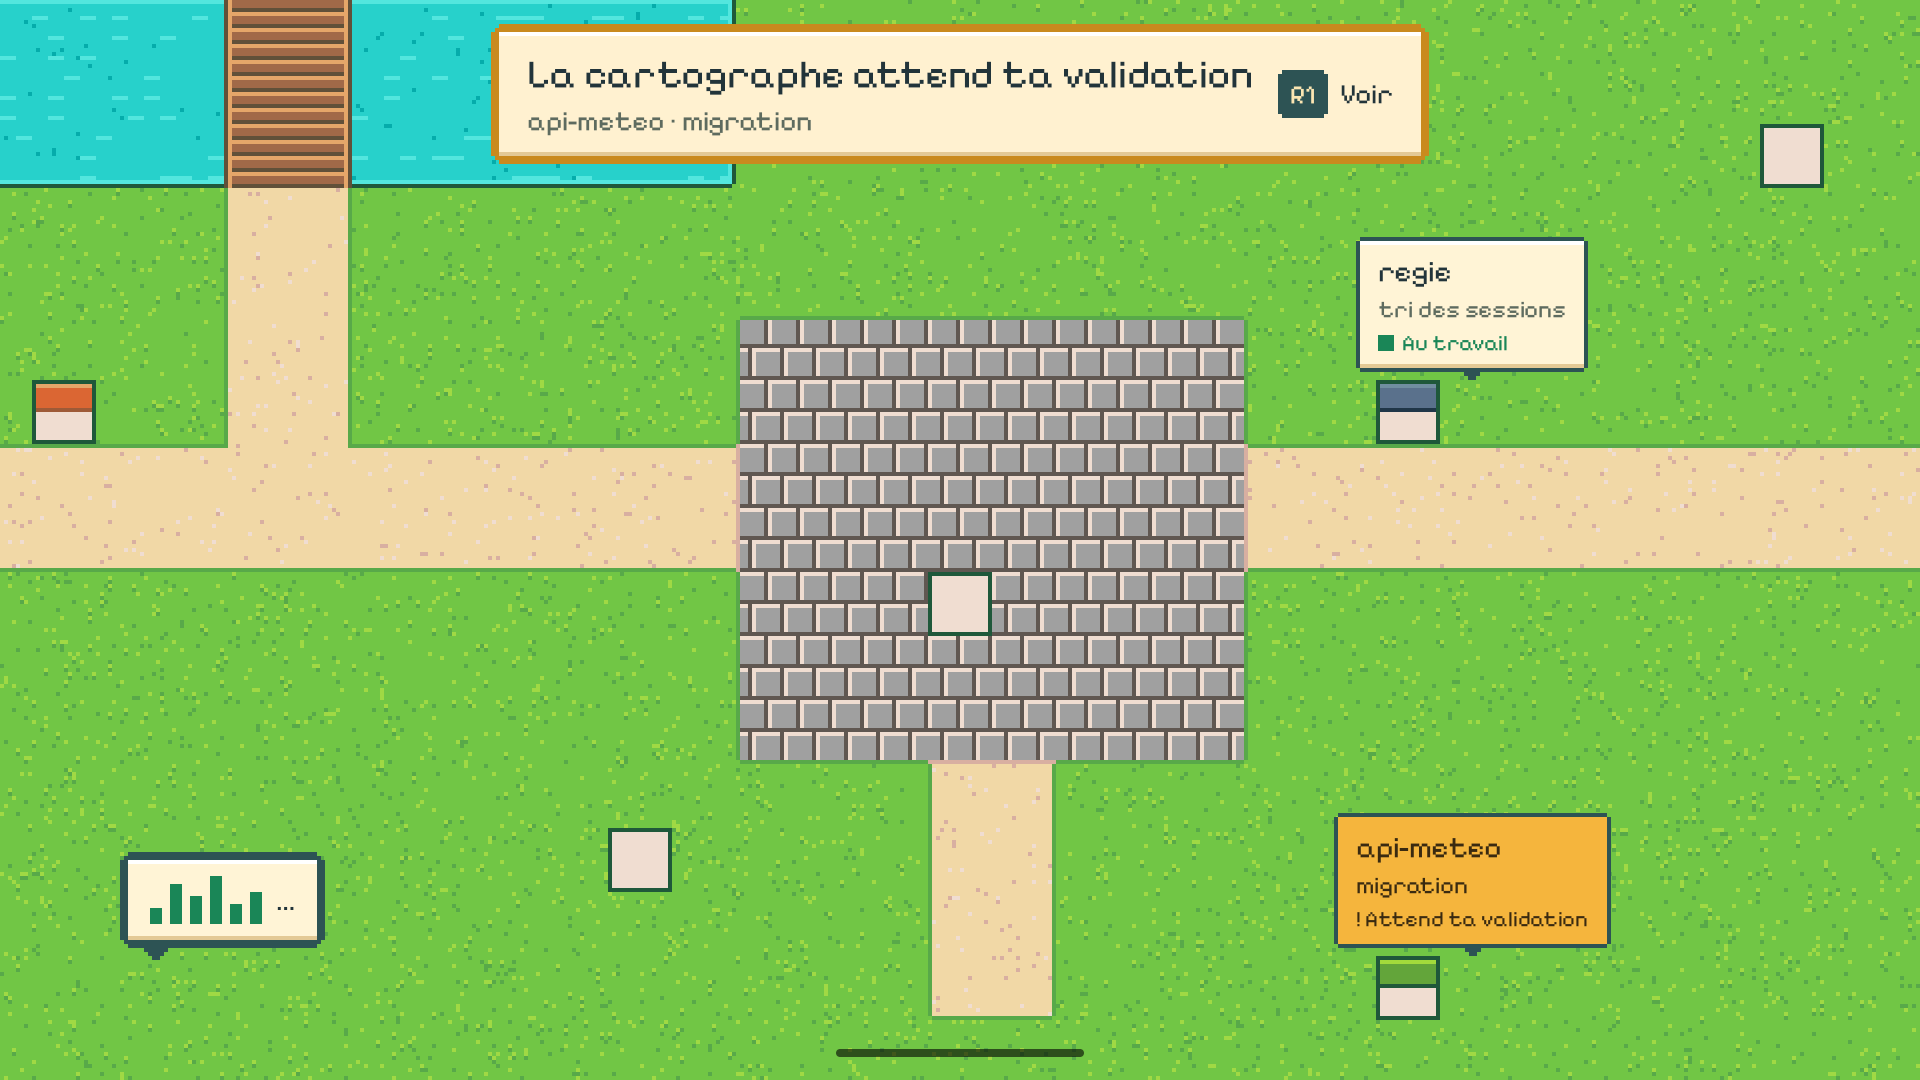 La cartographe attend ta validation
api-meteo · migration
R1 Voir
regie
tri des sessions
Au travail
...
api-meteo
migration
! Attend ta validation